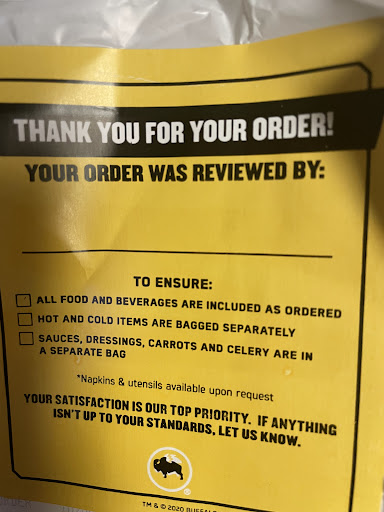 THANK YOU FOR YOUR ORDER!
YOUR ORDER WAS REVIEWED BY:
TO ENSURE:
ALL FOOD AND BEVERAGES ARE INCLUDED AS ORDERED
HOT AND COLD ITEMS ARE BAGGED SEPARATELY
SAUCES, DRESSINGS, CARROTS AND CELERY ARE IN
A SEPARATE BAG
*Napkins & utensils available upon request
YOUR SATISFACTION IS OUR TOP PRIORITY. IF ANYTHING
ISN'T UP TO YOUR STANDARDS, LET US KNOW.
®
TM & © 2020